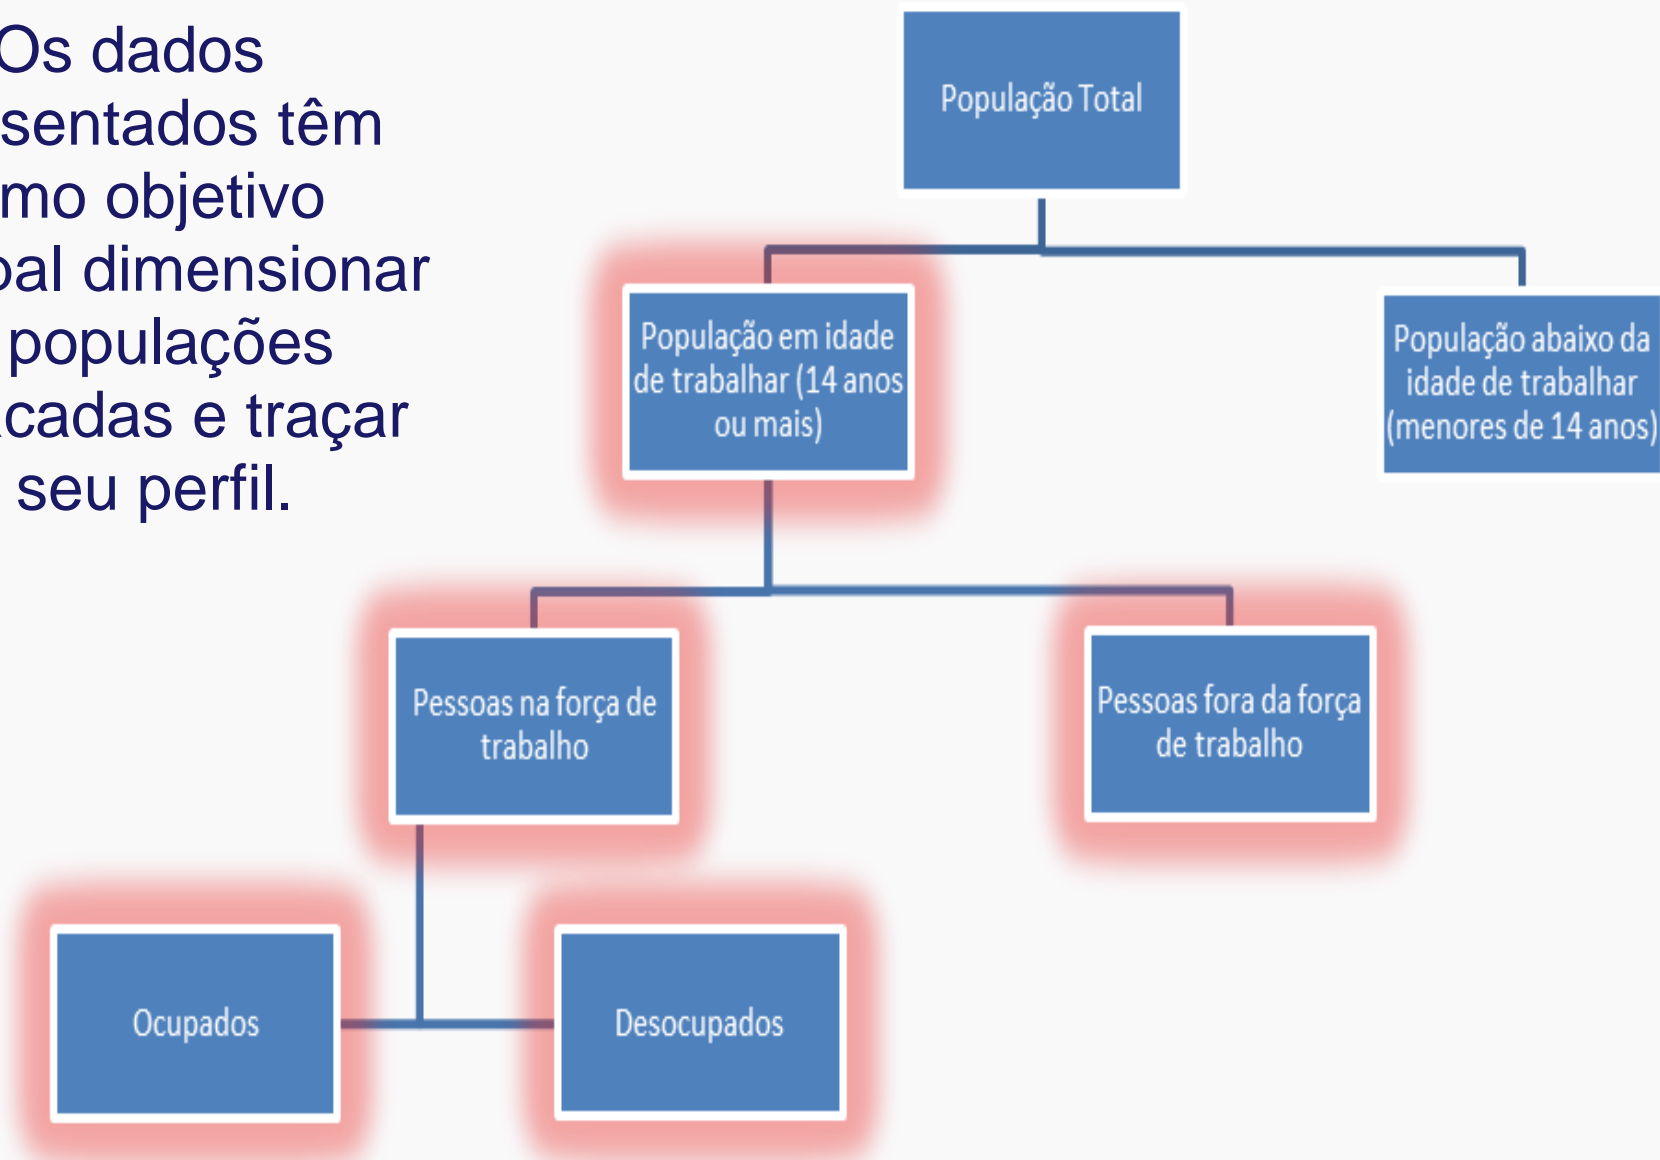 Os dados
sentados têm
mo objetivo
pal dimensionar
populações
cadas e traçar
seu perfil.
População Total
População em idade
de trabalhar (14 anos
ou mais)
População abaixo da
idade de trabalhar
(menores de 14 anos)
Pessoas na força de
trabalho
Pessoas fora da força
de trabalho
Ocupados
Desocupados